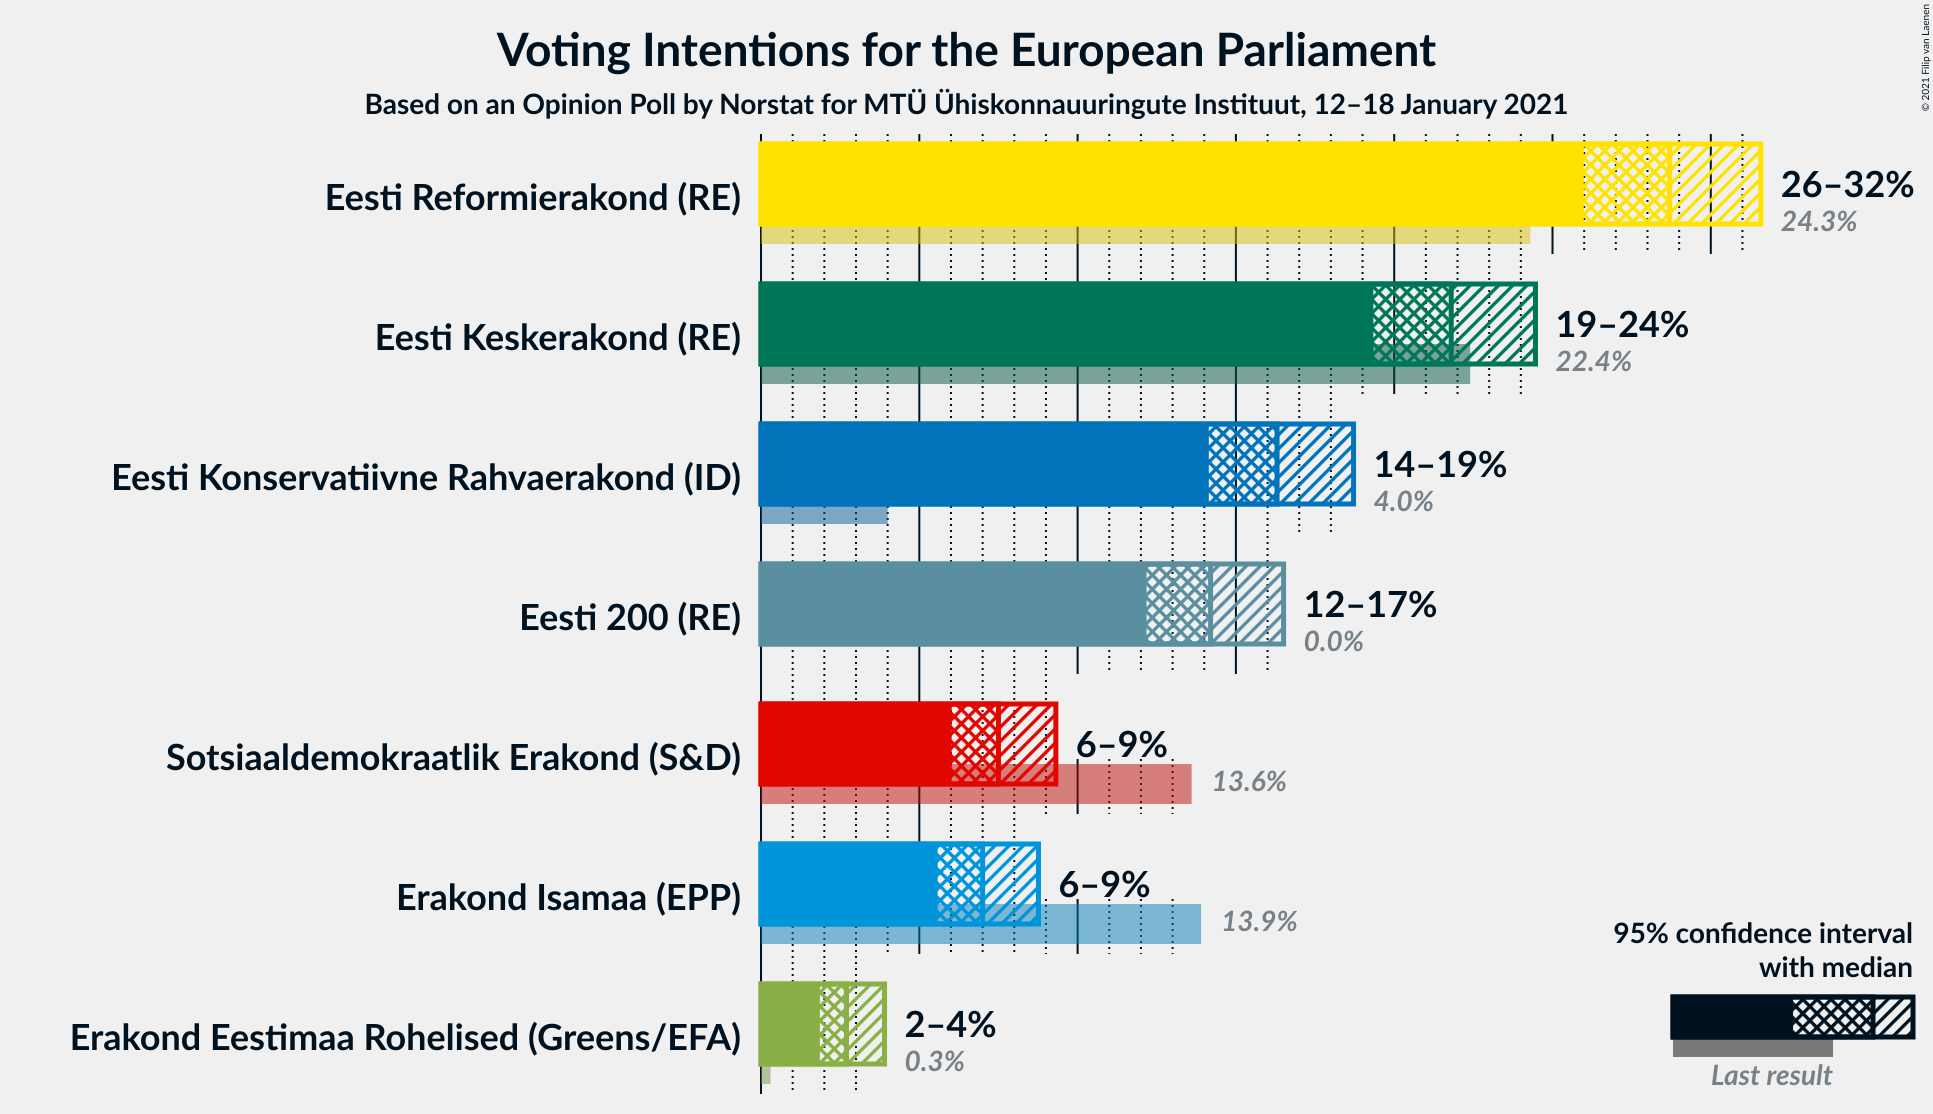 Voting Intentions for the European Parliament
Based on an Opinion Poll by Norstat for MTÜ Ühiskonnauuringute Instituut, 12–18 January 2021
© 2021 Filip van Laenen
Eesti Reformierakond (RE)
26–32%
24.3%
Eesti Keskerakond (RE)
19–24%
22.4%
Eesti Konservatiivne Rahvaerakond (ID)
14–19%
4.0%
Eesti 200 (RE)
12–17%
0.0%
Sotsiaaldemokraatlik Erakond (S&D)
6–9%
13.6%
Erakond Isamaa (EPP)
6–9%
13.9%
Erakond Eestimaa Rohelised (Greens/EFA)
2–4%
0.3%
95% confidence interval
with median
Last result